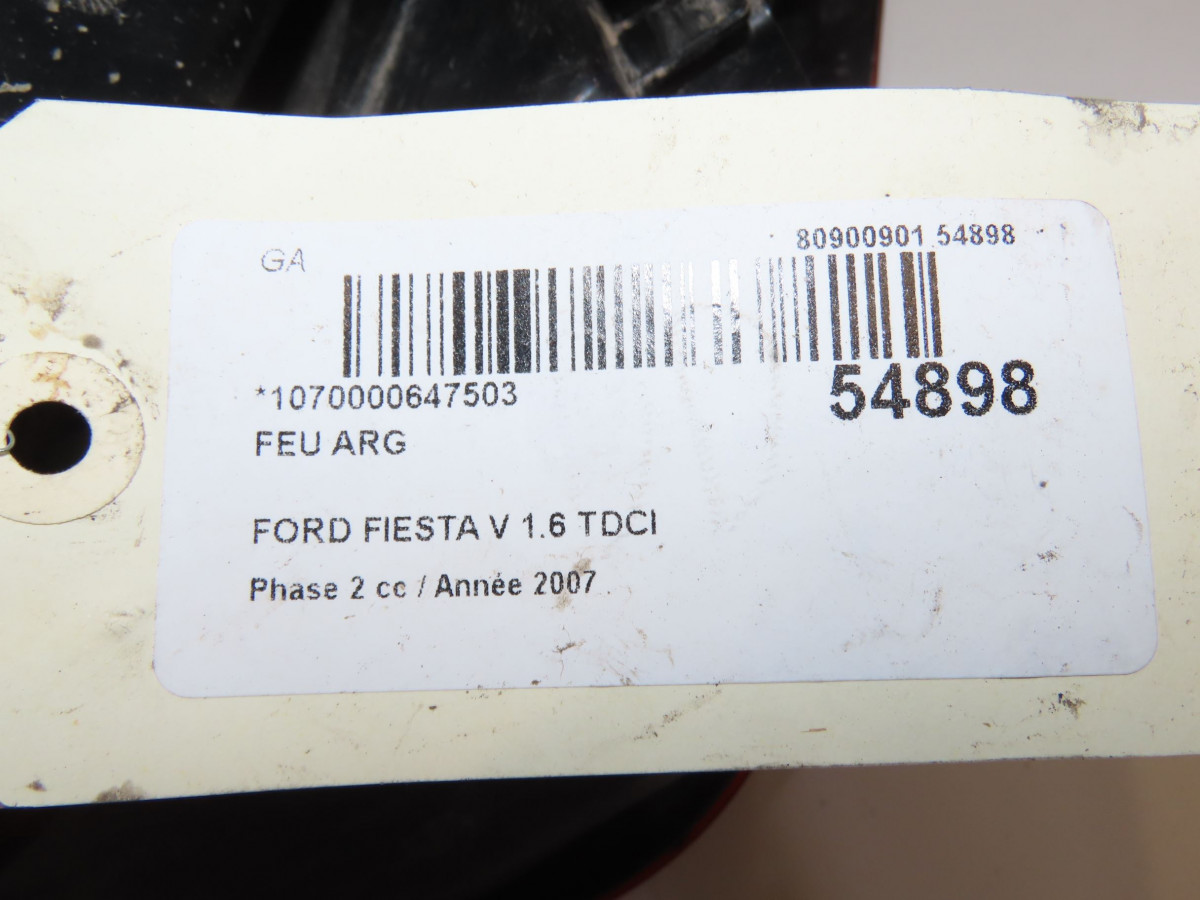 GA
80900901 54898
*1070000647503
54898
FEU ARG
FORD FIESTA V 1.6 TDCI
Phase 2 cc / Année 2007